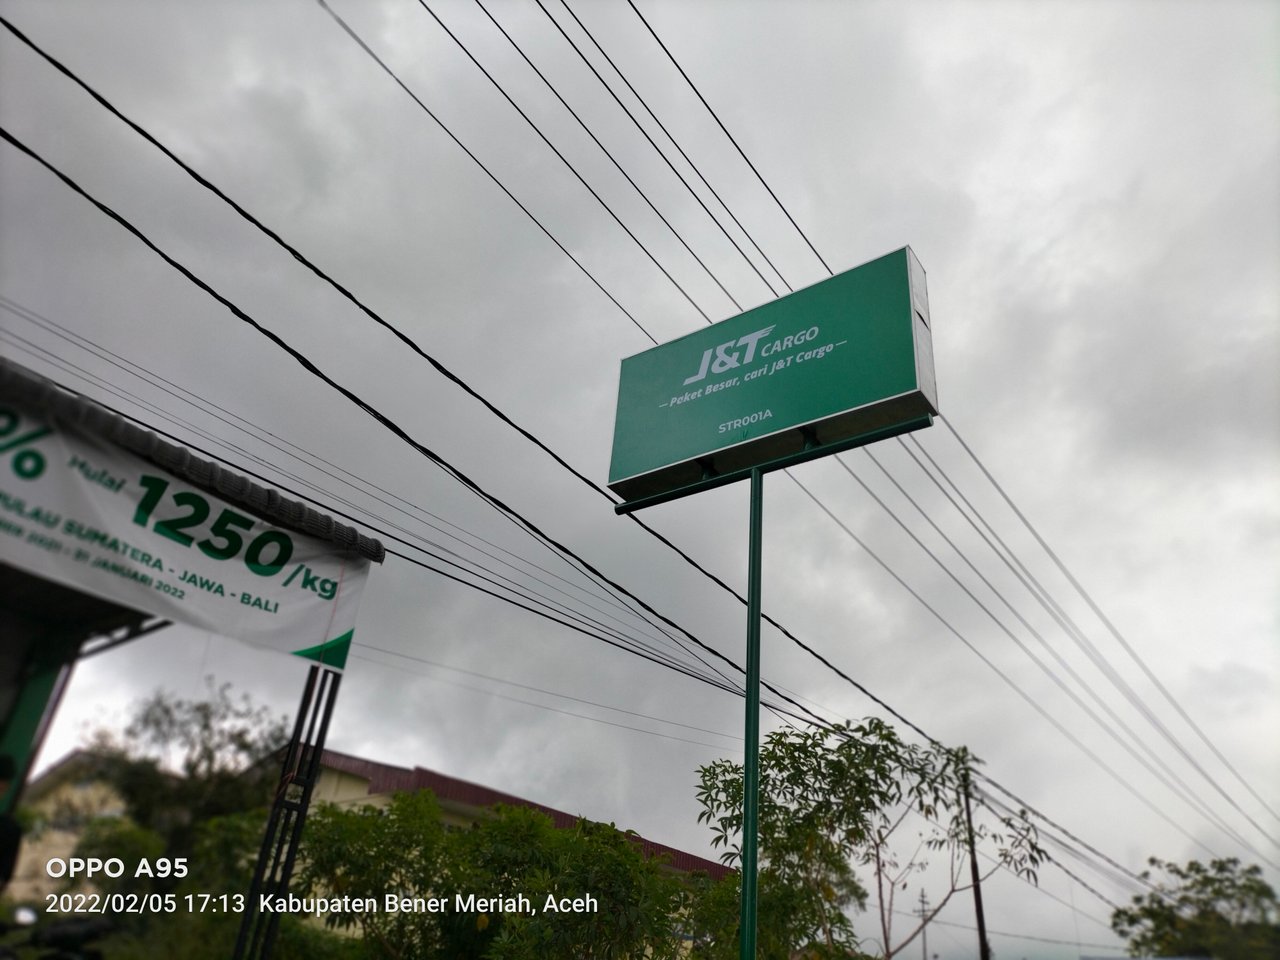 J&T CARGO
— Paket Besar, cari J&T Cargo —
STR001A
%
Mulai 1250/kg
PULAU SUMATERA - JAWA - BALI
31 JANUARI 2022
OPPO A95
2022/02/05 17:13 Kabupaten Bener Meriah, Aceh